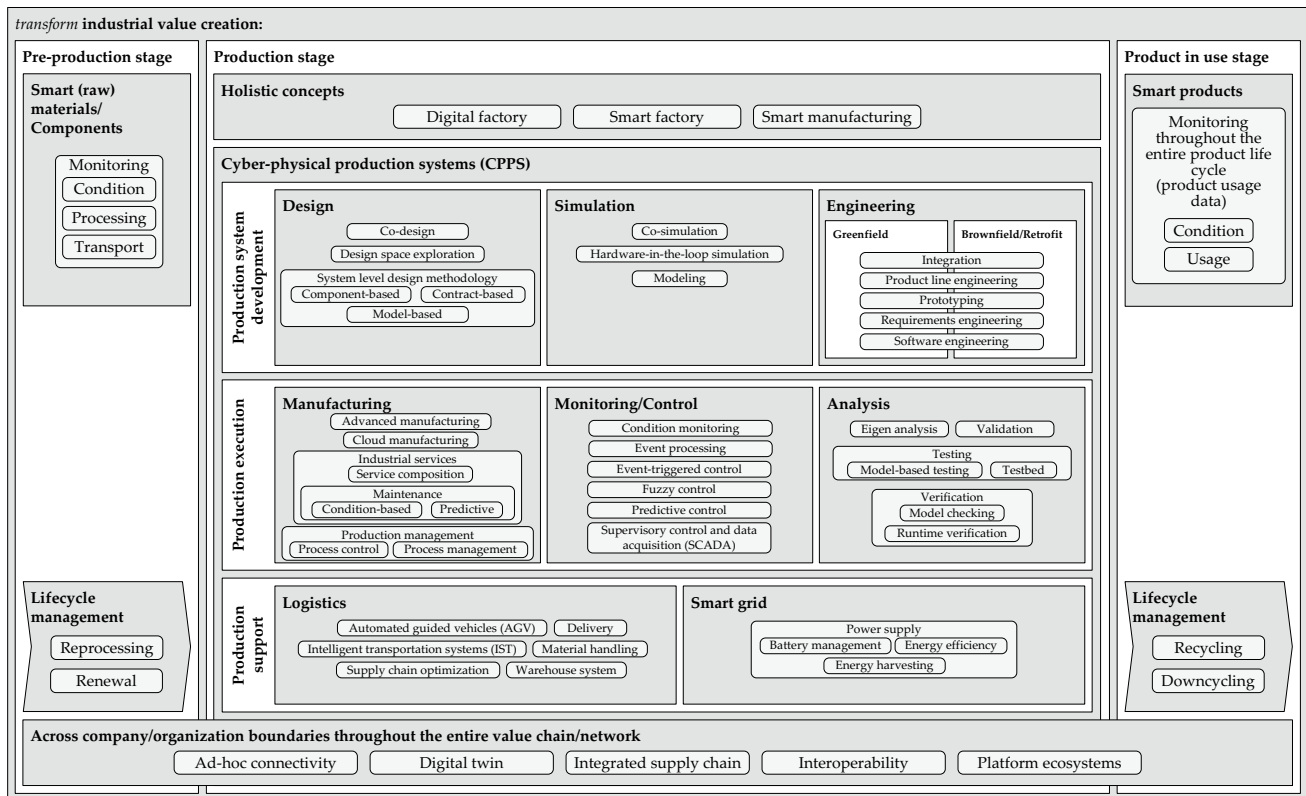 transform industrial value creation:
Pre-production stage
Smart (raw)
materials/
Components
Monitoring
Condition
Processing
Transport
Lifecycle
management
Reprocessing
Renewal
Production stage
Holistic concepts
Digital factory
Smart factory
Smart manufacturing
Cyber-physical production systems (CPPS)
Production system
development
Design
Co-design
Design space exploration
System level design methodology
Component-based
Contract-based
Model-based
Simulation
Co-simulation
Hardware-in-the-loop simulation
Modeling
Engineering
Greenfield
Brownfield/Retrofit
Integration
Product line engineering
Prototyping
Requirements engineering
Software engineering
Production execution
Manufacturing
Advanced manufacturing
Cloud manufacturing
Industrial services
Service composition
Maintenance
Condition-based
Predictive
Production management
Process control
Process management
Monitoring/Control
Condition monitoring
Event processing
Event-triggered control
Fuzzy control
Predictive control
Supervisory control and data
acquisition (SCADA)
Analysis
Eigen analysis
Validation
Testing
Model-based testing
Testbed
Verification
Model checking
Runtime verification
Production
support
Logistics
Automated guided vehicles (AGV)
Delivery
Intelligent transportation systems (IST)
Material handling
Supply chain optimization
Warehouse system
Smart grid
Power supply
Battery management
Energy efficiency
Energy harvesting
Product in use stage
Smart products
Monitoring
throughout the
entire product life
cycle
(product usage
data)
Condition
Usage
Lifecycle
management
Recycling
Downcycling
Across company/organization boundaries throughout the entire value chain/network
Ad-hoc connectivity
Digital twin
Integrated supply chain
Interoperability
Platform ecosystems